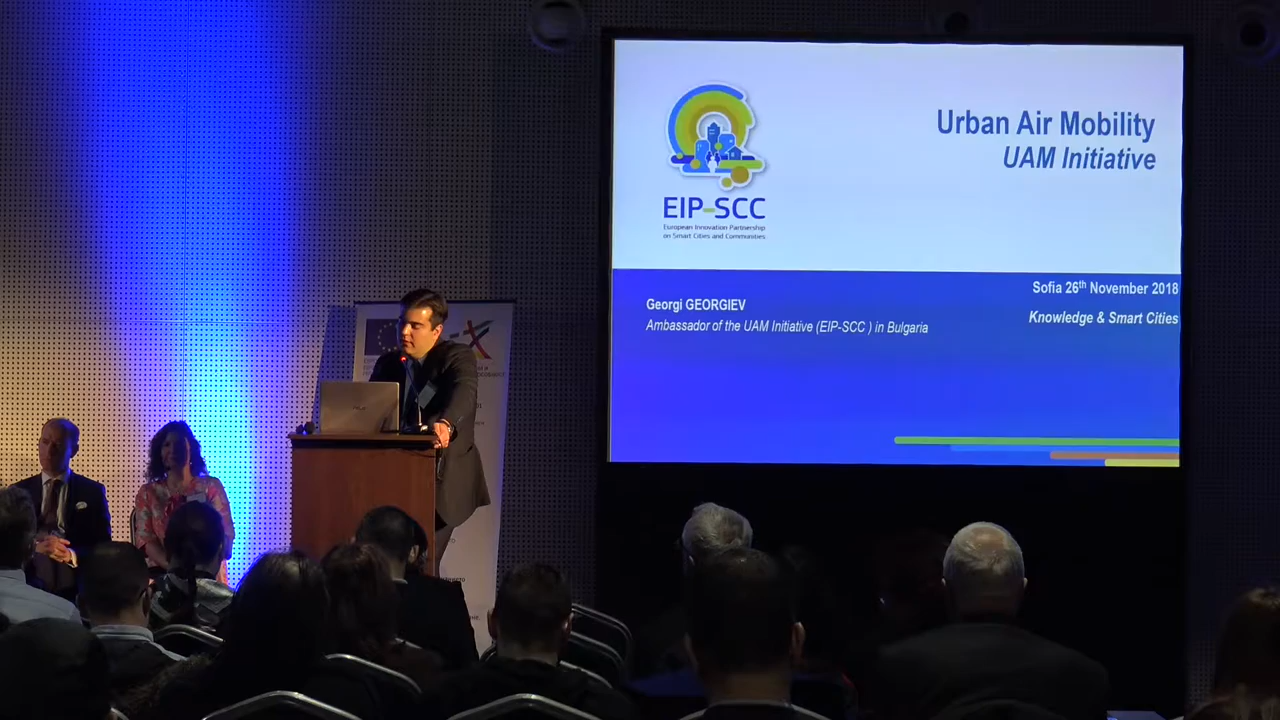 Urban Air Mobility
UAM Initiative
EIP-SCC
European Innovation Partnership
on Smart Cities and Communities
Sofia 26th November 2018
Georgi GEORGIEV
Knowledge & Smart Cities
Ambassador of the UAM Initiative (EIP-SCC ) in Bulgaria